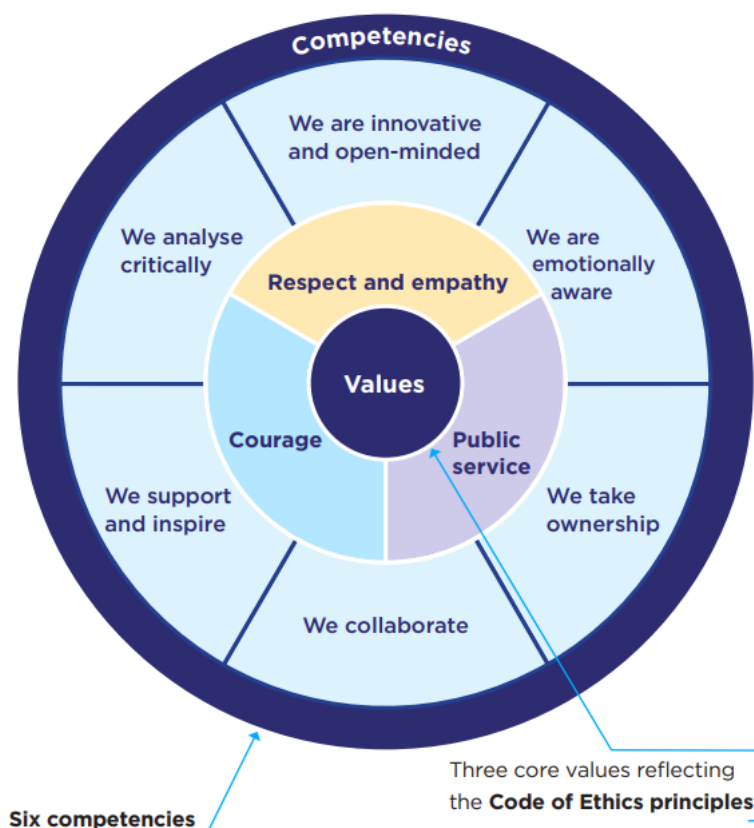 Competencies
We are innovative
and open-minded
We analyse
critically
We are
emotionally
aware
Respect and empathy
Values
Courage
Public
service
We support
and inspire
We take
ownership
We collaborate
Three core values reflecting
the Code of Ethics principles
Six competencies